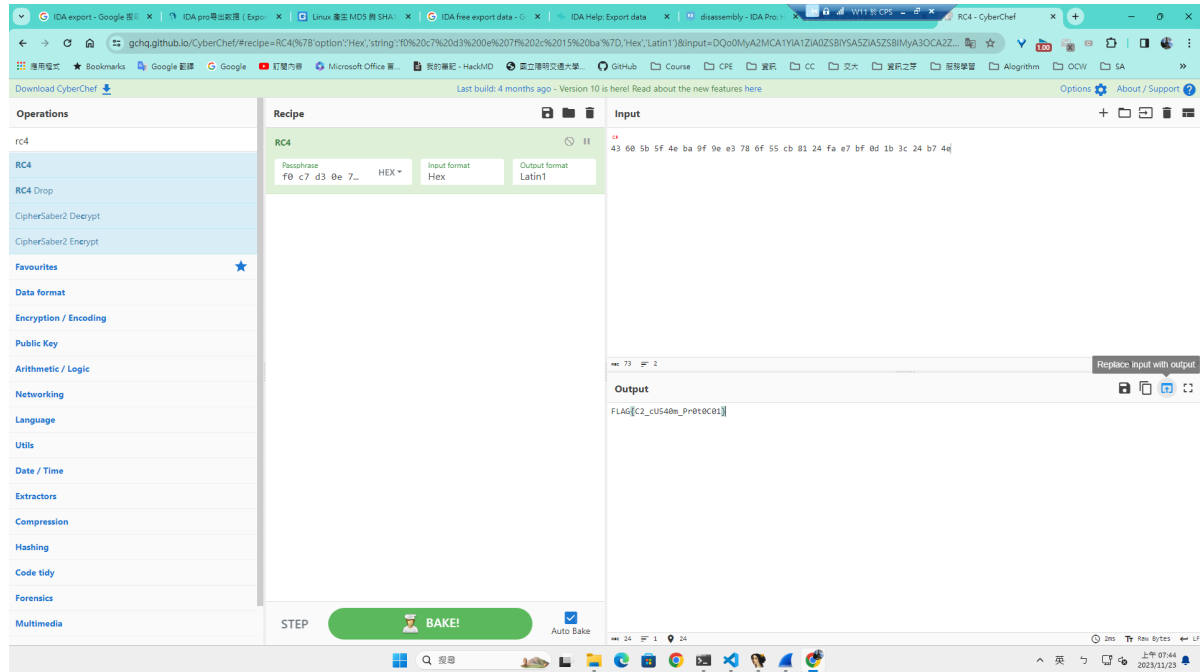 IDA export - Google 搜尋
IDA pro导出数据 ( Expor
Linux 產生 MD5 與 SHA1
IDA free export data - G
IDA Help: Export data
disassembly - IDA Pro: H
W11 於 CPS
RC4 - CyberChef
gchq.github.io/CyberChef/#recipe=RC4(%7B'option':'Hex','string':'f0%20c7%20d3%200e%207f%202c%2015%20ba'%7D,'Hex','Latin1')&input=DQo0MyA2MCA1YiA1ZiA0ZSBiYSA5ZiA5ZSBlMyA3OCA2Z...
1.00
應用程式
Bookmarks
Google 翻譯
Google
訂閱內容
Microsoft Office 首...
我的筆記 - HackMD
國立陽明交通大學...
GitHub
Course
CPE
資訊
CC
交大
資訊之芽
服務學習
Alogrithm
OCW
SA
»
Download CyberChef
Last build: 4 months ago - Version 10 is here! Read about the new features here
Options
About / Support
Operations
Recipe
Input
rc4
RC4
RC4 Drop
CipherSaber2 Decrypt
CipherSaber2 Encrypt
Favourites
Data format
Encryption / Encoding
Public Key
Arithmetic / Logic
Networking
Language
Utils
Date / Time
Extractors
Compression
Hashing
Code tidy
Forensics
Multimedia
RC4
Passphrase
f0 c7 d3 0e 7…
HEX
Input format
Hex
Output format
Latin1
STEP
BAKE!
Auto Bake
CR
43 60 5b 5f 4e ba 9f 9e e3 78 6f 55 cb 81 24 fa e7 bf 0d 1b 3c 24 b7 4e
73
2
Replace input with output
Output
FLAG{C2_cU540m_Pr0t0C01}
24
1
24
2ms
Raw Bytes
LF
搜尋
英
上午 07:44
2023/11/23